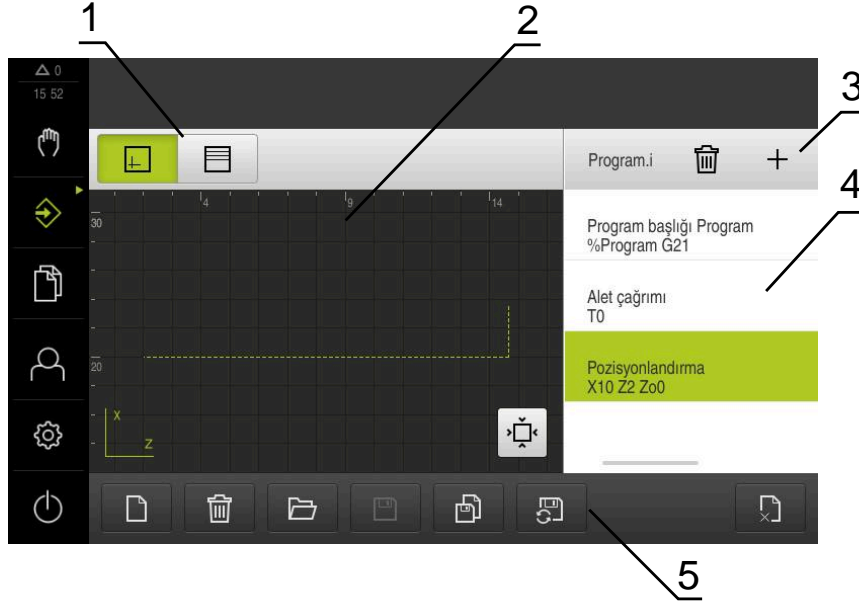 1
2
0
15 52
3
Program.i
4
4
9
14
30
Program başlığı Program
%Program G21
Alet çağrımı
T0
20
Pozisyonlandırma
X10 Z2 Zo0
X
Z
5